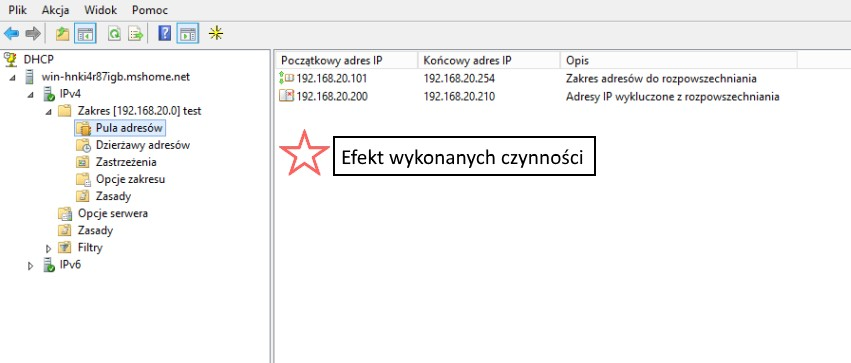 Plik Akcja Widok Pomoc
DHCP
win-hnki4r87igb.mshome.net
IPv4
Zakres [192.168.20.0] test
Pula adresów
Dzierżawy adresów
Zastrzeżenia
Opcje zakresu
Zasady
Opcje serwera
Zasady
Filtry
IPv6
Początkowy adres IP Końcowy adres IP Opis
192.168.20.101 192.168.20.254 Zakres adresów do rozpowszechniania
192.168.20.200 192.168.20.210 Adresy IP wykluczone z rozpowszechniania
Efekt wykonanych czynności